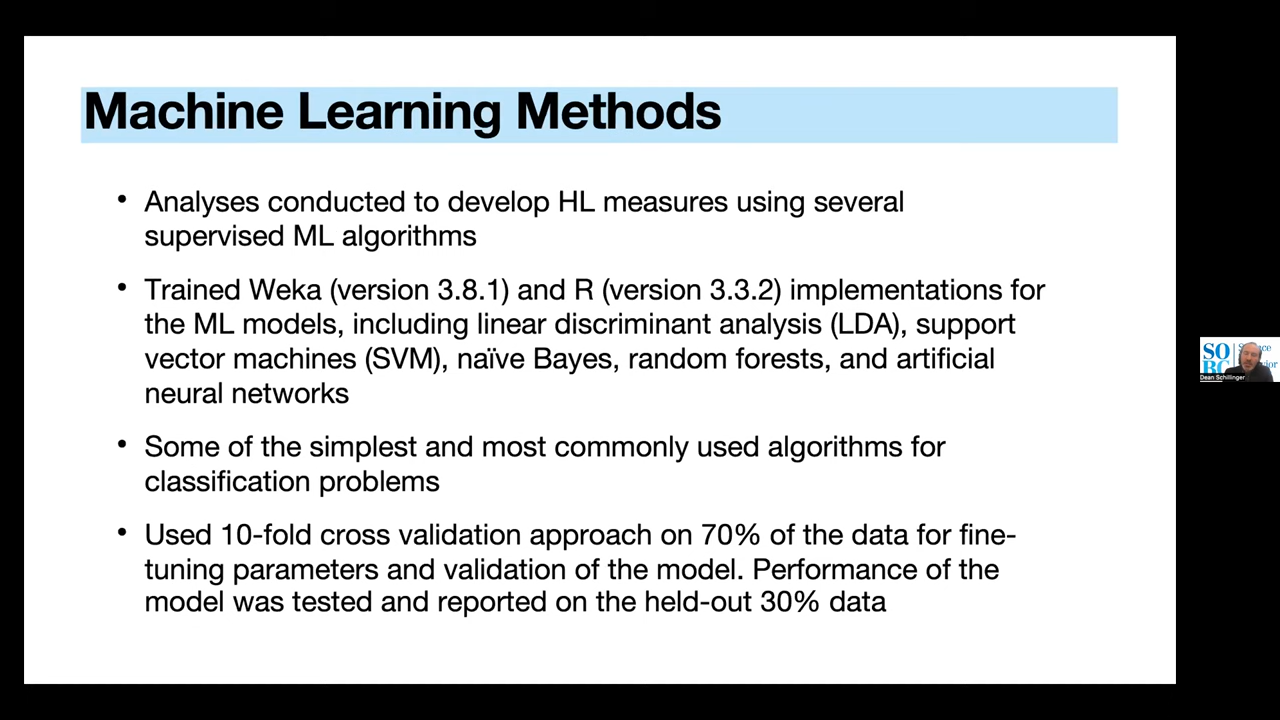 Machine Learning Methods
• Analyses conducted to develop HL measures using several
supervised ML algorithms
• Trained Weka (version 3.8.1) and R (version 3.3.2) implementations for
the ML models, including linear discriminant analysis (LDA), support
vector machines (SVM), naïve Bayes, random forests, and artificial
neural networks
• Some of the simplest and most commonly used algorithms for
classification problems
• Used 10-fold cross validation approach on 70% of the data for fine-
tuning parameters and validation of the model. Performance of the
model was tested and reported on the held-out 30% data
SO
Dean Schillinger